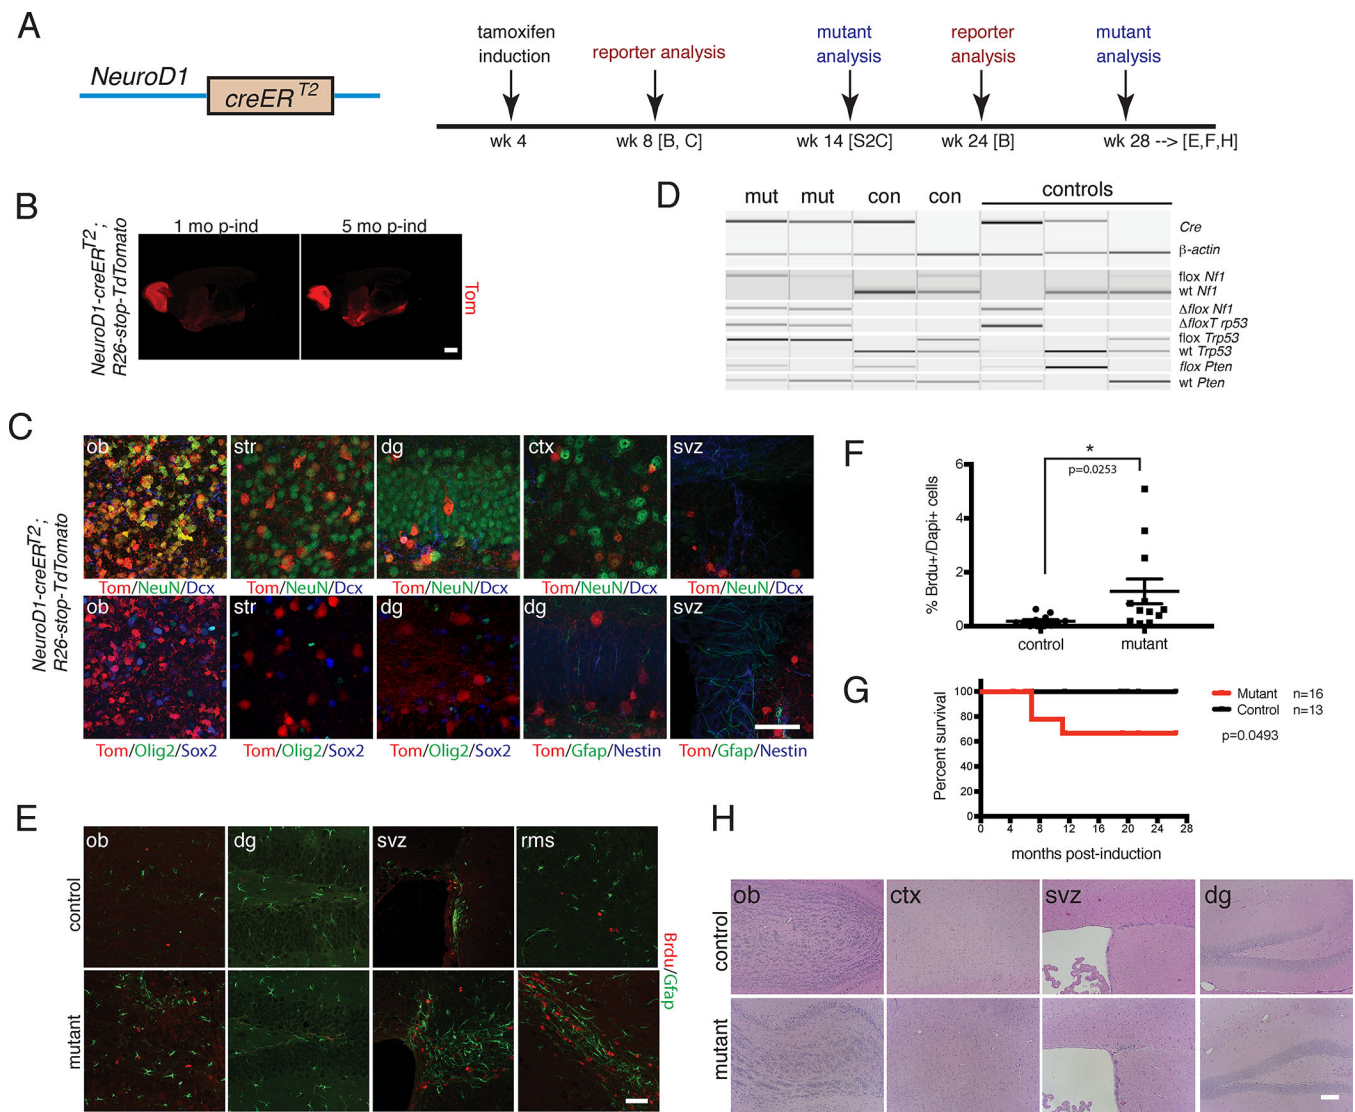 A
NeuroD1
creER T2
tamoxifen
induction
reporter analysis
mutant
analysis
reporter
analysis
mutant
analysis
wk 4
wk 8 [B, C]
wk 14 [S2C]
wk 24 [B]
wk 28 --> [E,F,H]
B
NeuroD1-creERT2;
R26-stop-TdTomato
1 mo p-ind
5 mo p-ind
Tom
D
mut
mut
con
con
controls
Cre
β-actin
flox Nf1
wt Nf1
Δflox Nf1
ΔfloxT rp53
flox Trp53
wt Trp53
flox Pten
wt Pten
C
NeuroD1-creERT2;
R26-stop-TdTomato
ob
str
dg
ctx
svz
Tom/NeuN/Dcx
Tom/NeuN/Dcx
Tom/NeuN/Dcx
Tom/NeuN/Dcx
Tom/NeuN/Dcx
ob
str
dg
dg
svz
Tom/Olig2/Sox2
Tom/Olig2/Sox2
Tom/Olig2/Sox2
Tom/Gfap/Nestin
Tom/Gfap/Nestin
F
% Brdu+/Dapi+ cells
6
4
2
0
*
p=0.0253
control
mutant
G
Percent survival
100
80
60
40
20
0
0
4
8
12
16
20
24
28
months post-induction
Mutant n=16
Control n=13
p=0.0493
E
ob
dg
svz
rms
control
mutant
Brdu/Gfap
H
ob
ctx
svz
dg
control
mutant